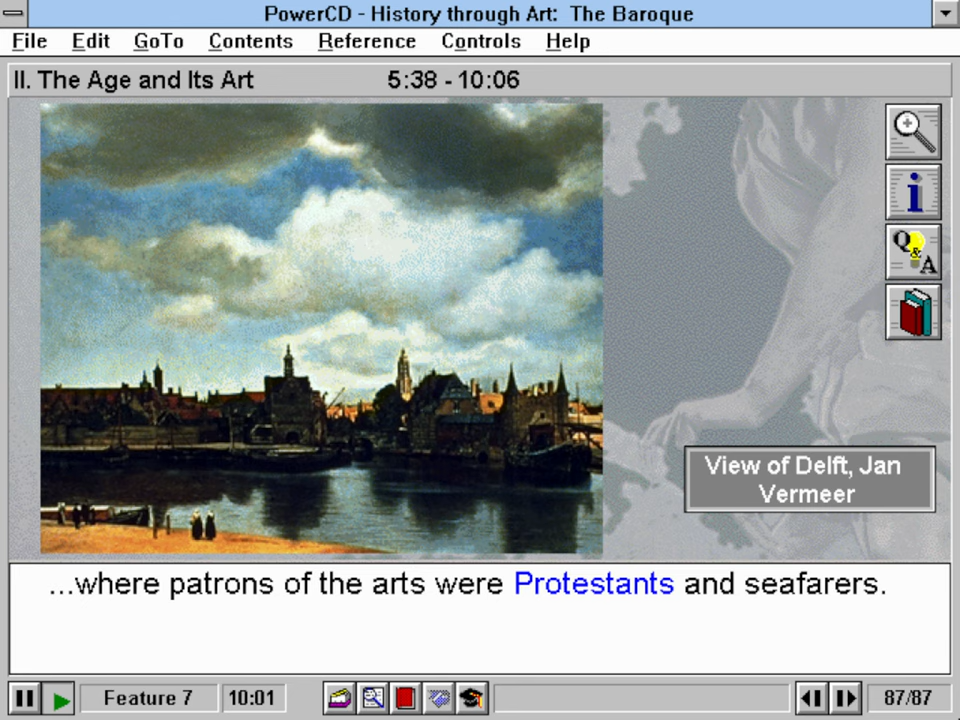 PowerCD - History through Art:  The Baroque
File Edit GoTo Contents Reference Controls Help
II. The Age and Its Art 5:38 - 10:06
i
Q & A
View of Delft, Jan
Vermeer
...where patrons of the arts were Protestants and seafarers.
Feature 7 10:01 87/87